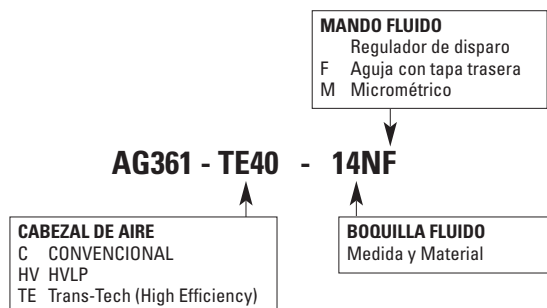 MANDO FLUIDO
Regulador de disparo
F Aguja con tapa trasera
M Micrométrico
AG361 - TE40 - 14NF
CABEZAL DE AIRE
C CONVENCIONAL
HV HVLP
TE Trans-Tech (High Efficiency)
BOQUILLA FLUIDO
Medida y Material